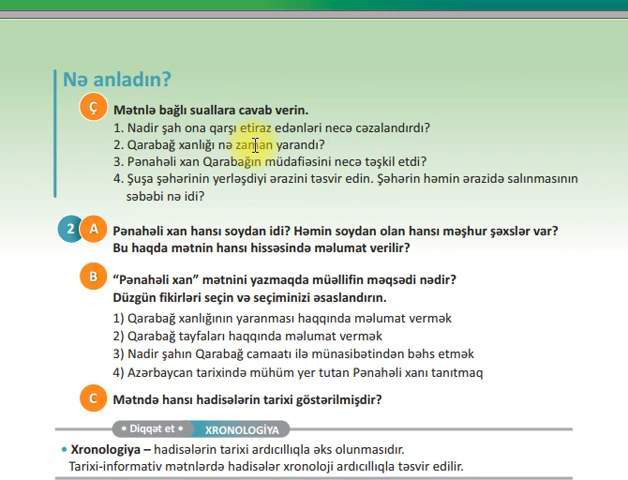 Nə anladın?
Ç
Mətnlə bağlı suallara cavab verin.
1. Nadir şah ona qarşı etiraz edənləri necə cəzalandırdı?
2. Qarabağ xanlığı nə zaman yarandı?
3. Pənahəli xan Qarabağın müdafiəsini necə təşkil etdi?
4. Şuşa şəhərinin yerləşdiyi ərazini təsvir edin. Şəhərin həmin ərazidə salınmasının
səbəbi nə idi?
2 A
Pənahəli xan hansı soydan idi? Həmin soydan olan hansı məşhur şəxslər var?
Bu haqda mətnin hansı hissəsində məlumat verilir?
B
“Pənahəli xan” mətnini yazmaqda müəllifin məqsədi nədir?
Düzgün fikirləri seçin və seçiminizi əsaslandırın.
1) Qarabağ xanlığının yaranması haqqında məlumat vermək
2) Qarabağ tayfaları haqqında məlumat vermək
3) Nadir şahın Qarabağ camaatı ilə münasibətindən bəhs etmək
4) Azərbaycan tarixində mühüm yer tutan Pənahəli xanı tanıtmaq
C
Mətndə hansı hadisələrin tarixi göstərilmişdir?
• Diqqət et • XRONOLOGİYA
• Xronologiya – hadisələrin tarixi ardıcıllıqla əks olunmasıdır.
Tarixi-informativ mətnlərdə hadisələr xronoloji ardıcıllıqla təsvir edilir.